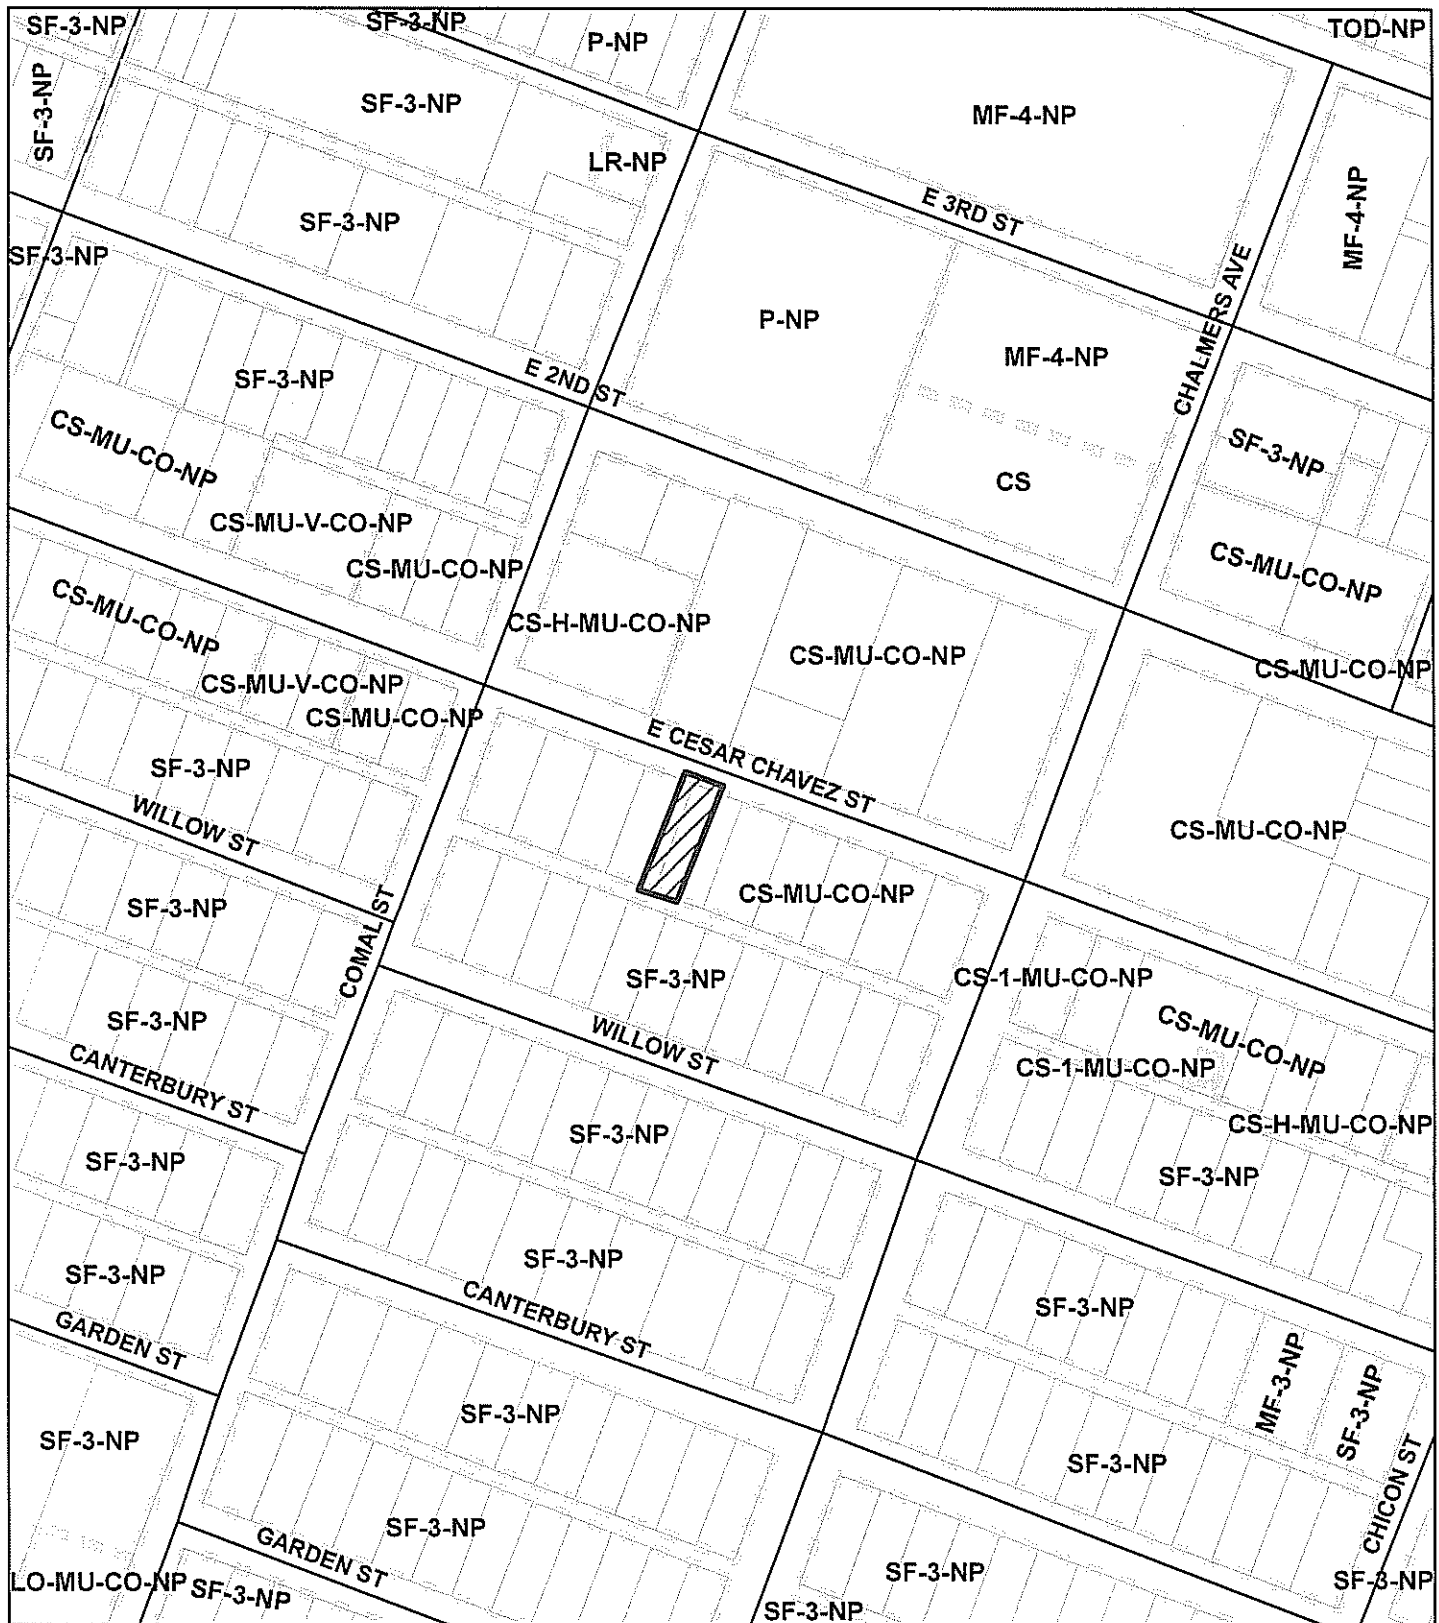 SF-3-NP
SF-3-NP
P-NP
TOD-NP
SF-3-NP
SF-3-NP
MF-4-NP
LR-NP
E 3RD ST
MF-4-NP
SF-3-NP
SF-3-NP
CHALMERS AVE
P-NP
MF-4-NP
SF-3-NP
E 2ND ST
CS-MU-CO-NP
SF-3-NP
CS
CS-MU-V-CO-NP
CS-MU-CO-NP
CS-MU-CO-NP
CS-MU-CO-NP
CS-H-MU-CO-NP
CS-MU-CO-NP
CS-MU-CO-NP
CS-MU-V-CO-NP
CS-MU-CO-NP
E CESAR CHAVEZ ST
SF-3-NP
WILLOW ST
CS-MU-CO-NP
CS-MU-CO-NP
SF-3-NP
COMAL ST
SF-3-NP
CS-1-MU-CO-NP
SF-3-NP
WILLOW ST
CS-MU-CO-NP
CS-1-MU-CO-NP
CANTERBURY ST
CS-H-MU-CO-NP
SF-3-NP
SF-3-NP
SF-3-NP
SF-3-NP
SF-3-NP
SF-3-NP
CANTERBURY ST
GARDEN ST
MF-3-NP
SF-3-NP
SF-3-NP
SF-3-NP
SF-3-NP
CHICON ST
SF-3-NP
GARDEN ST
SF-3-NP
LO-MU-CO-NP
SF-3-NP
SF-3-NP
SF-3-NP